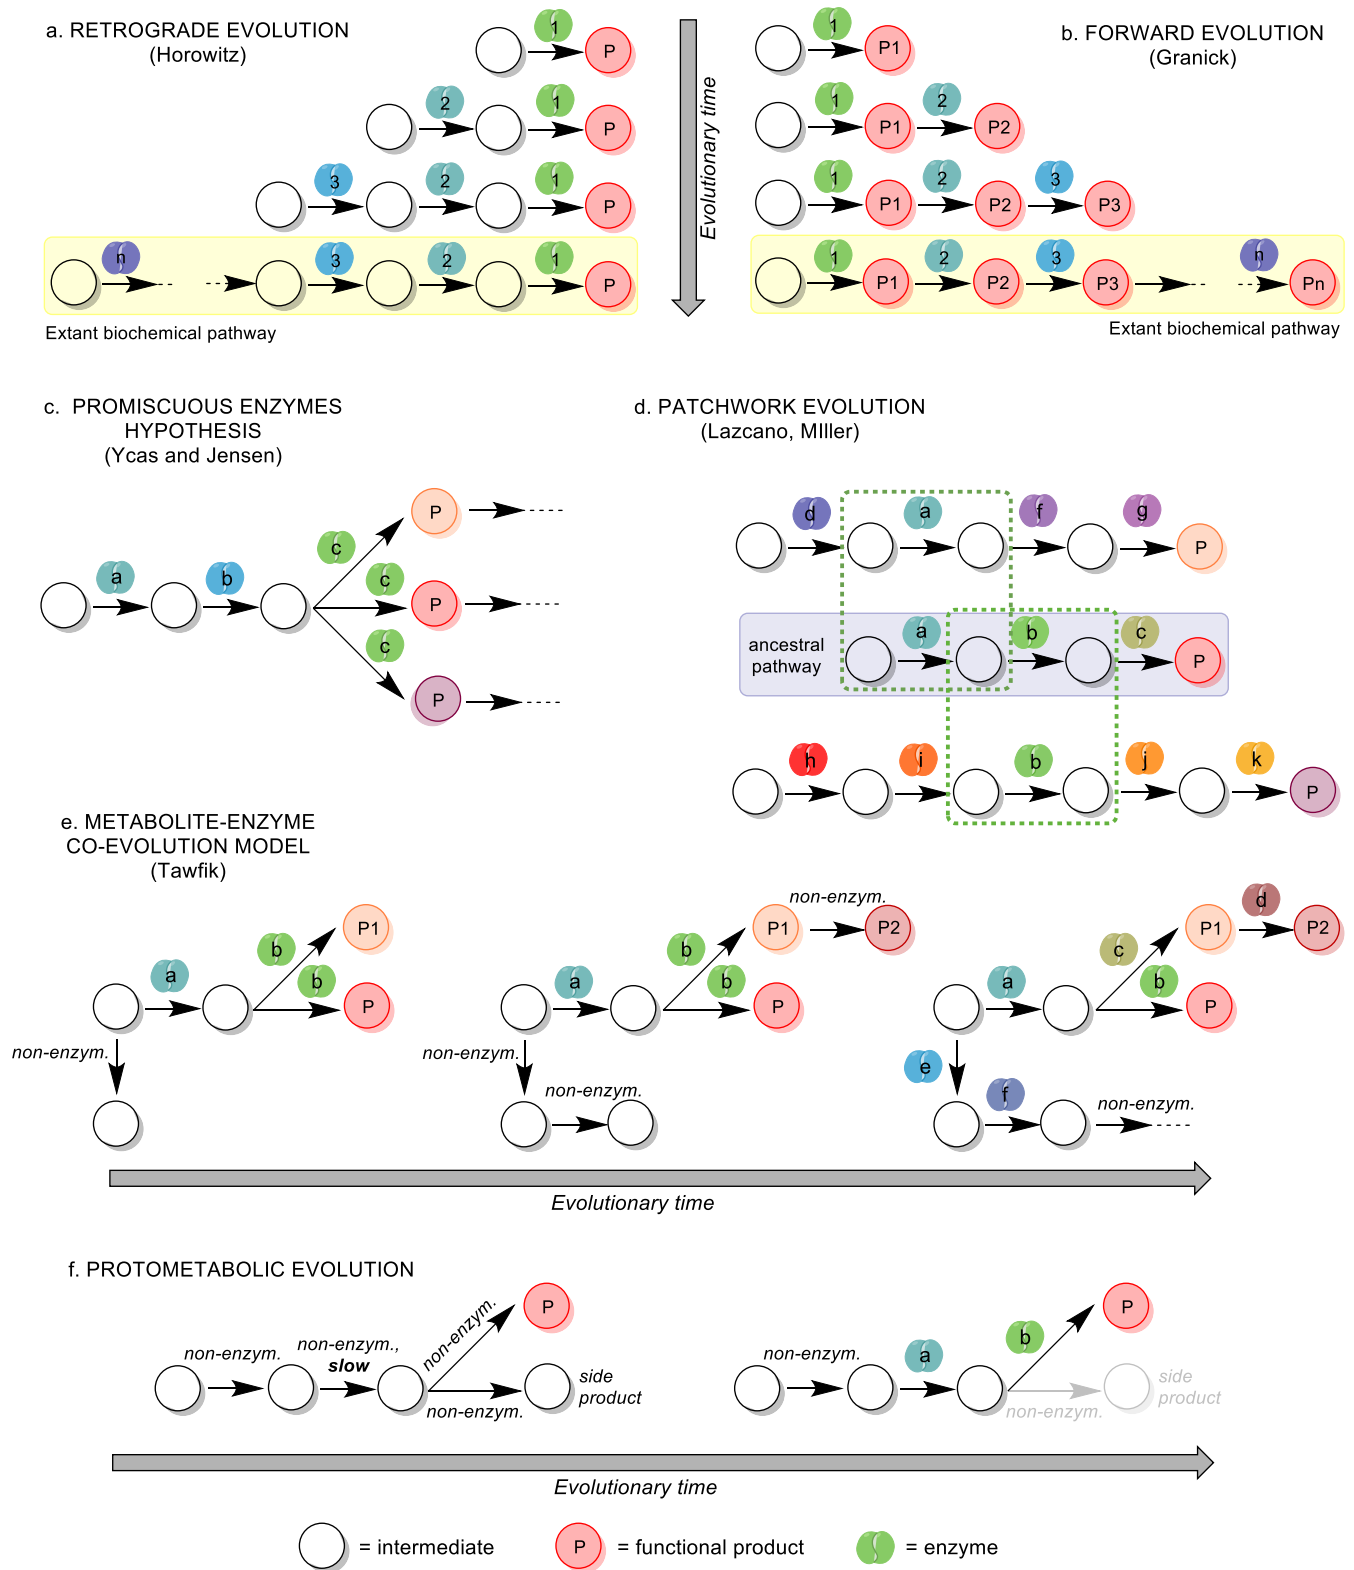 a. RETROGRADE EVOLUTION
(Horowitz)
1
P
2
1
P
3
2
1
P
n
3
2
1
P
Extant biochemical pathway
Evolutionary time
b. FORWARD EVOLUTION
(Granick)
1
P1
1
2
P1
P2
1
2
3
P1
P2
P3
1
2
3
n
P1
P2
P3
Pn
Extant biochemical pathway
c. PROMISCUOUS ENZYMES
HYPOTHESIS
(Ycas and Jensen)
P
c
a
b
c
P
c
P
d. PATCHWORK EVOLUTION
(Lazcano, MIller)
d
a
f
g
P
ancestral
pathway
a
b
c
P
h
i
b
j
k
P
e. METABOLITE-ENZYME
CO-EVOLUTION MODEL
(Tawfik)
P1
b
a
b
P
non-enzym.
non-enzym.
P1
P2
b
a
b
P
non-enzym.
non-enzym.
d
P1
P2
c
a
b
P
e
f
non-enzym.
Evolutionary time
f. PROTOMETABOLIC EVOLUTION
P
non-enzym.
non-enzym.,
slow
non-enzym.
non-enzym.
side
product
P
b
non-enzym.
a
non-enzym.
side
product
Evolutionary time
= intermediate
P
= functional product
= enzyme